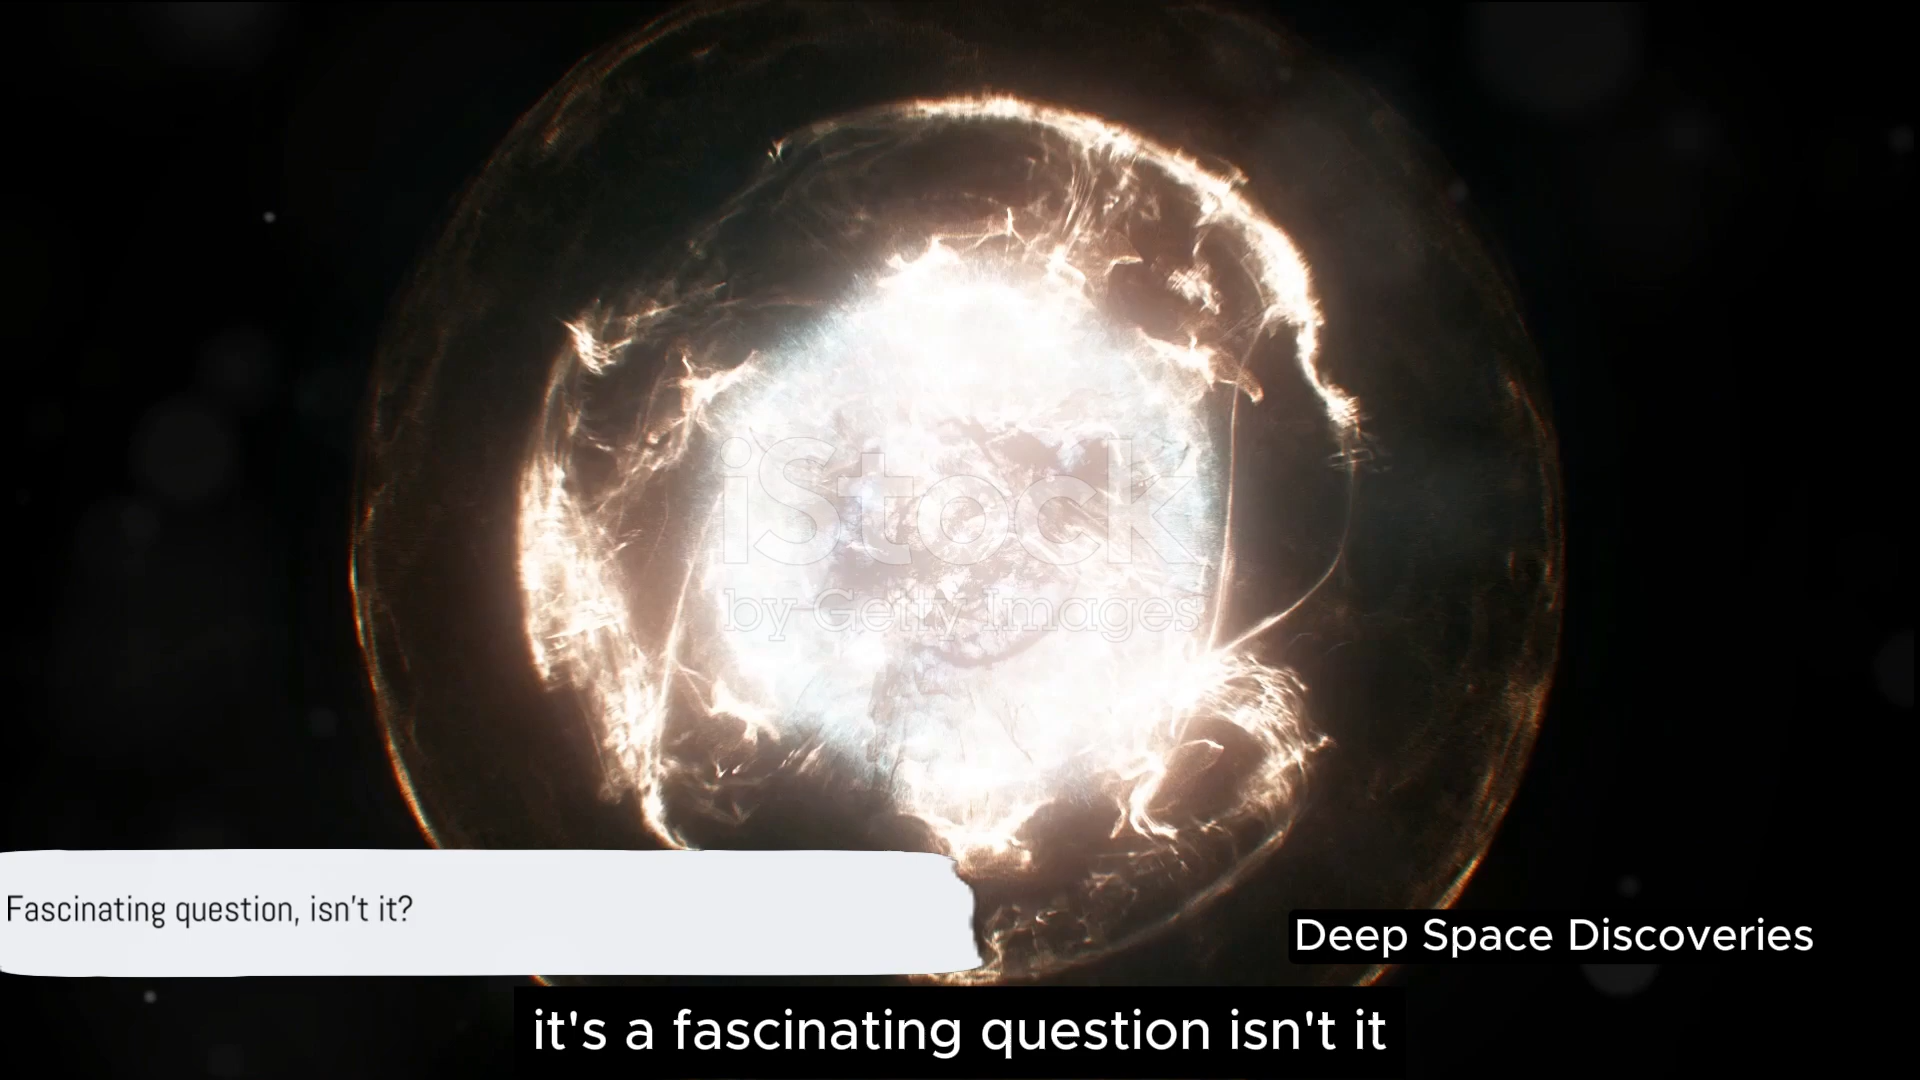 iStock
by Getty Images
Fascinating question, isn't it?
Deep Space Discoveries
it's a fascinating question isn't it